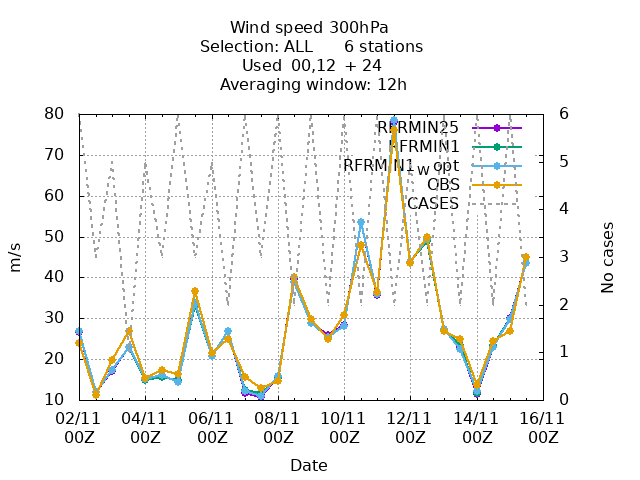 Wind speed 300hPa
Selection: ALL 6 stations
Used 00,12 + 24
Averaging window: 12h
80 6
RFRMIN25
RFRMIN1
70 5
RFRMIN1_w_opt
OBS
60
CASES
4
50
m/s
3
No cases
40
2
30
1
20
10 0
02/11 04/11 06/11 08/11 10/11 12/11 14/11 16/11
00Z 00Z 00Z 00Z 00Z 00Z 00Z 00Z
Date